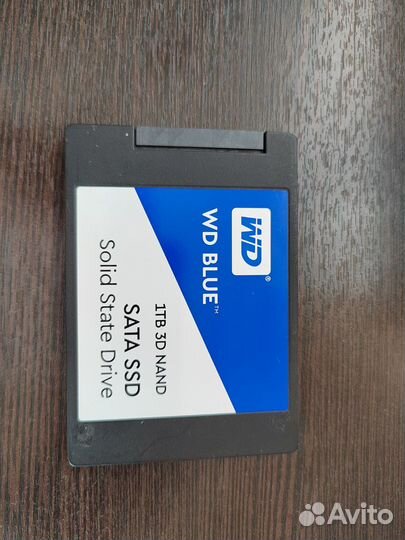 WD
®
WD BLUE™
1TB 3D NAND
SATA SSD
Solid State Drive
Avito